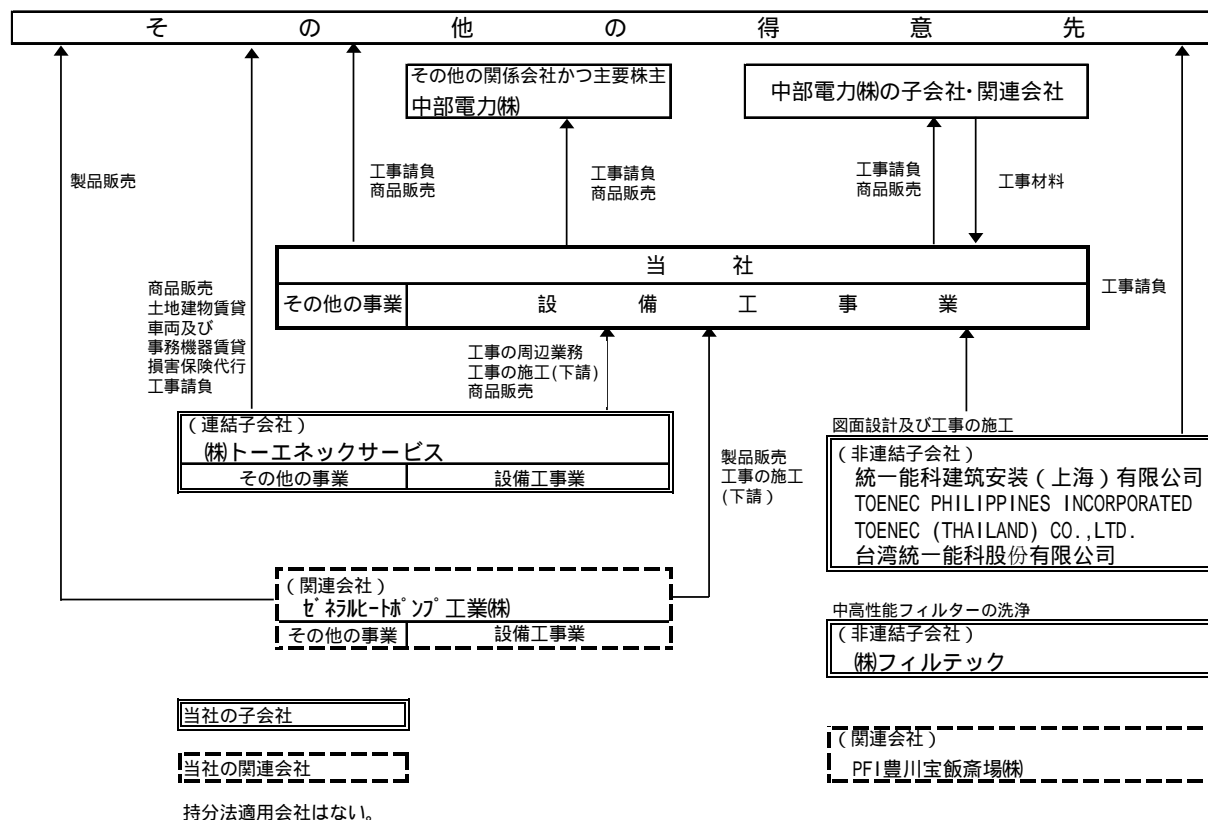 そ の 他 の 得 意 先
その他の関係会社かつ主要株主
中部電力㈱
中部電力㈱の子会社・関連会社
製品販売
工事請負
商品販売
工事請負
商品販売
工事請負
商品販売
工事材料
当 社
その他の事業
設 備 工 事 業
工事請負
商品販売
土地建物賃貸
車両及び
事務機器賃貸
損害保険代行
工事請負
工事の周辺業務
工事の施工(下請)
商品販売
(連結子会社)
㈱トーエネックサービス
その他の事業
設備工事業
製品販売
工事の施工
(下請)
図面設計及び工事の施工
(非連結子会社)
統一能科建筑安装(上海)有限公司
TOENEC PHILIPPINES INCORPORATED
TOENEC (THAILAND) CO.,LTD.
台湾統一能科股份有限公司
(関連会社)
ゼネラルヒートポンプ工業㈱
その他の事業
設備工事業
中高性能フィルターの洗浄
(非連結子会社)
㈱フィルテック
当社の子会社
当社の関連会社
(関連会社)
PFI豊川宝飯斎場㈱
持分法適用会社はない。